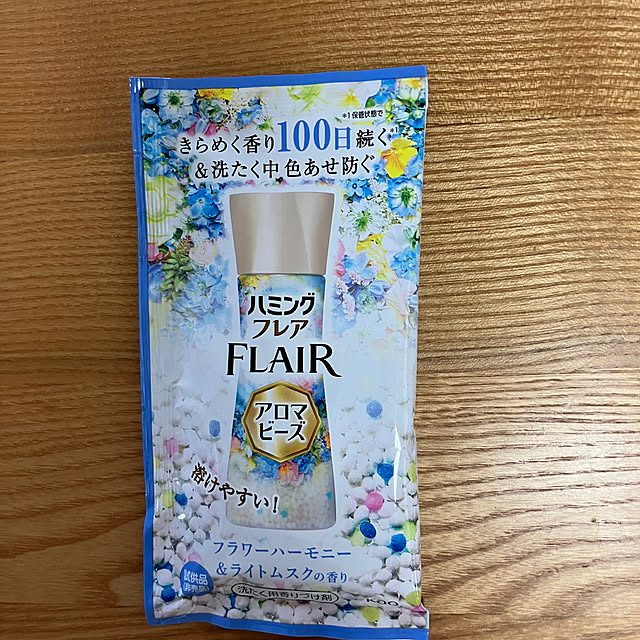 *1 保管状態で
きらめく香り100日続く*1
&洗たく中 色あせ防ぐ
ハミング
フレア
FLAIR
アロマ
ビーズ
溶けやすい!
フラワーハーモニー
&ライトムスクの香り
試供品
(非売品)
洗たく用香りづけ剤